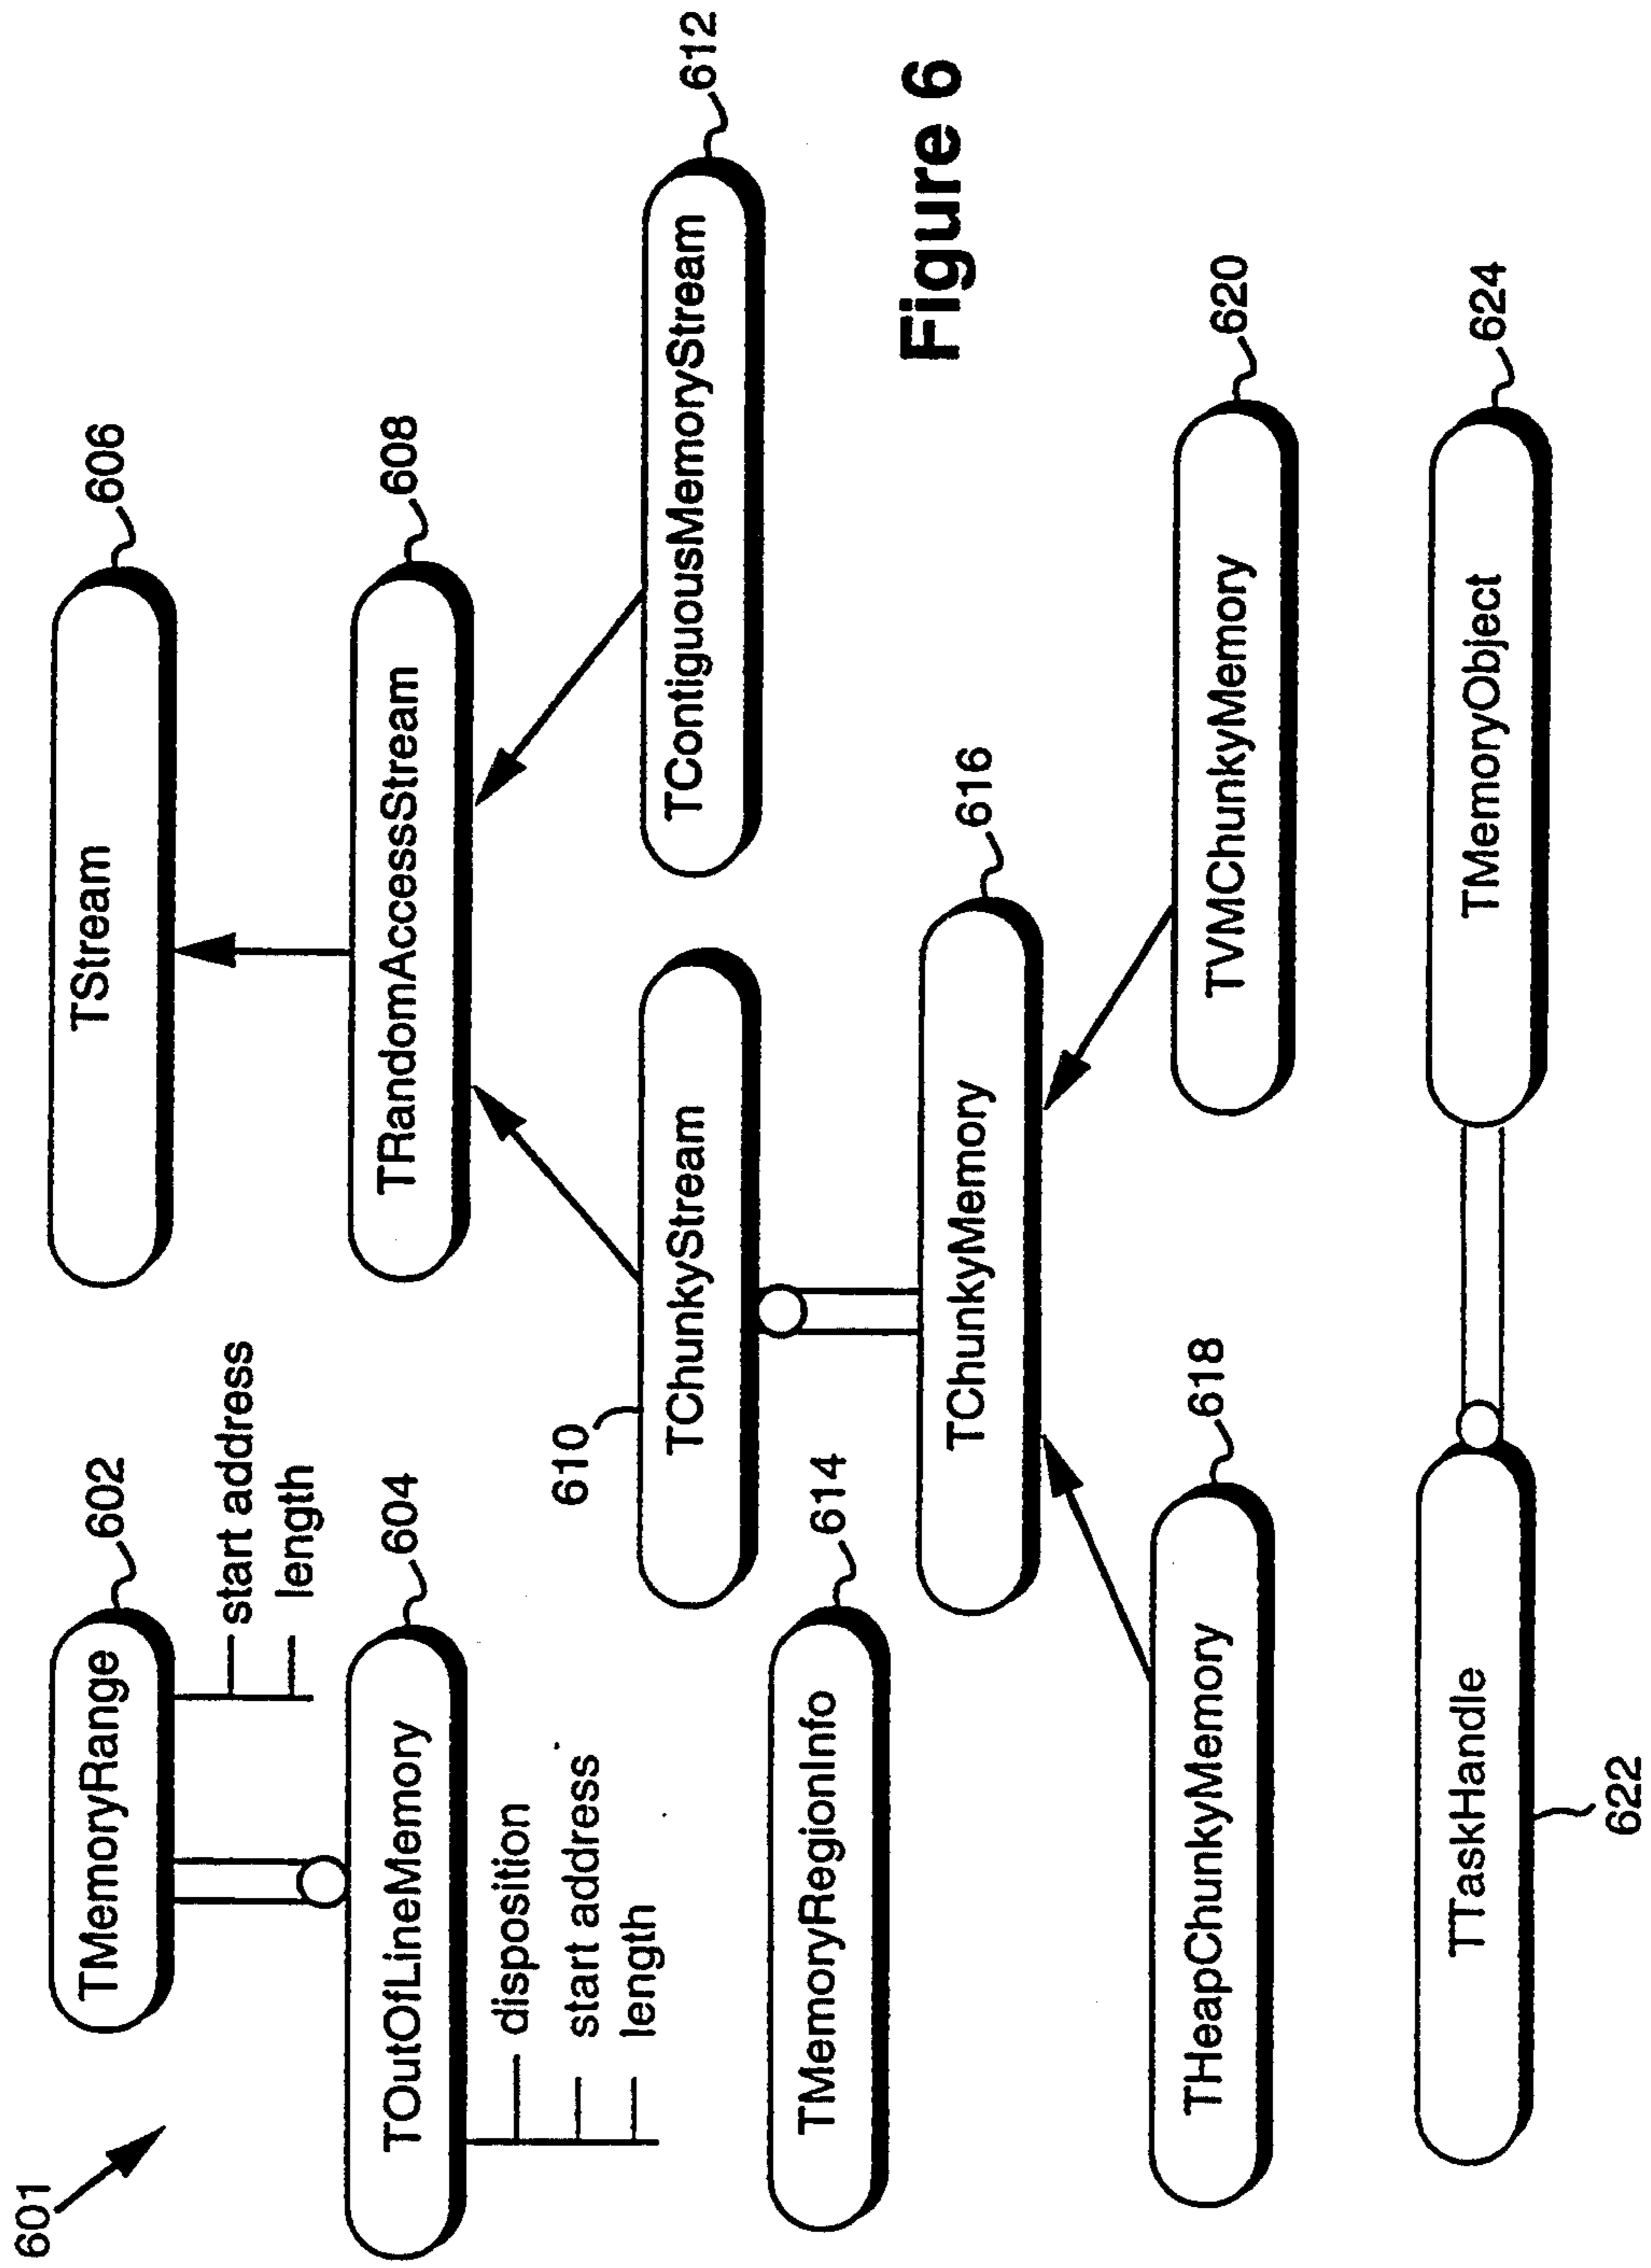 601
TMemoryRange
602
start address
length
TStream
606
TOutOfLineMemory
604
disposition
start address
length
TRandomAccessStream
608
610
TChunkyStream
TContiguousMemoryStream
612
TMemoryRegionInfo
614
TChunkyMemory
616
Figure 6
THeapChunkyMemory
618
TVMChunkyMemory
620
TTaskHandle
622
TMemoryObject
624